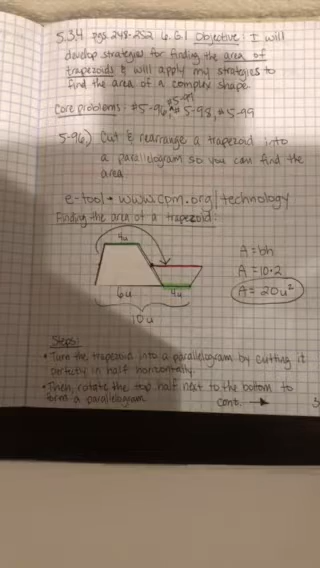 5.3.4 pgs. 248-252 6.G.1 Objective: I will
develop strategies for finding the area of
trapezoids & will apply my strategies to
find the area of a complex shape.
#5-97
Core problems: #5-96, #5-98, #5-99
5-96) Cut & rearrange a trapezoid into
a parallelogram so you can find the
area.
e-tool → www.cpm.org/technology
Finding the area of a trapezoid:
4u
A = bh
A = 10·2
A = 20u²
6u
4u
10u
Steps:
• Turn the trapezoid into a parallelogram by cutting it
perfectly in half horizontally.
• Then, rotate the top half next to the bottom to
form a parallelogram.
cont. →